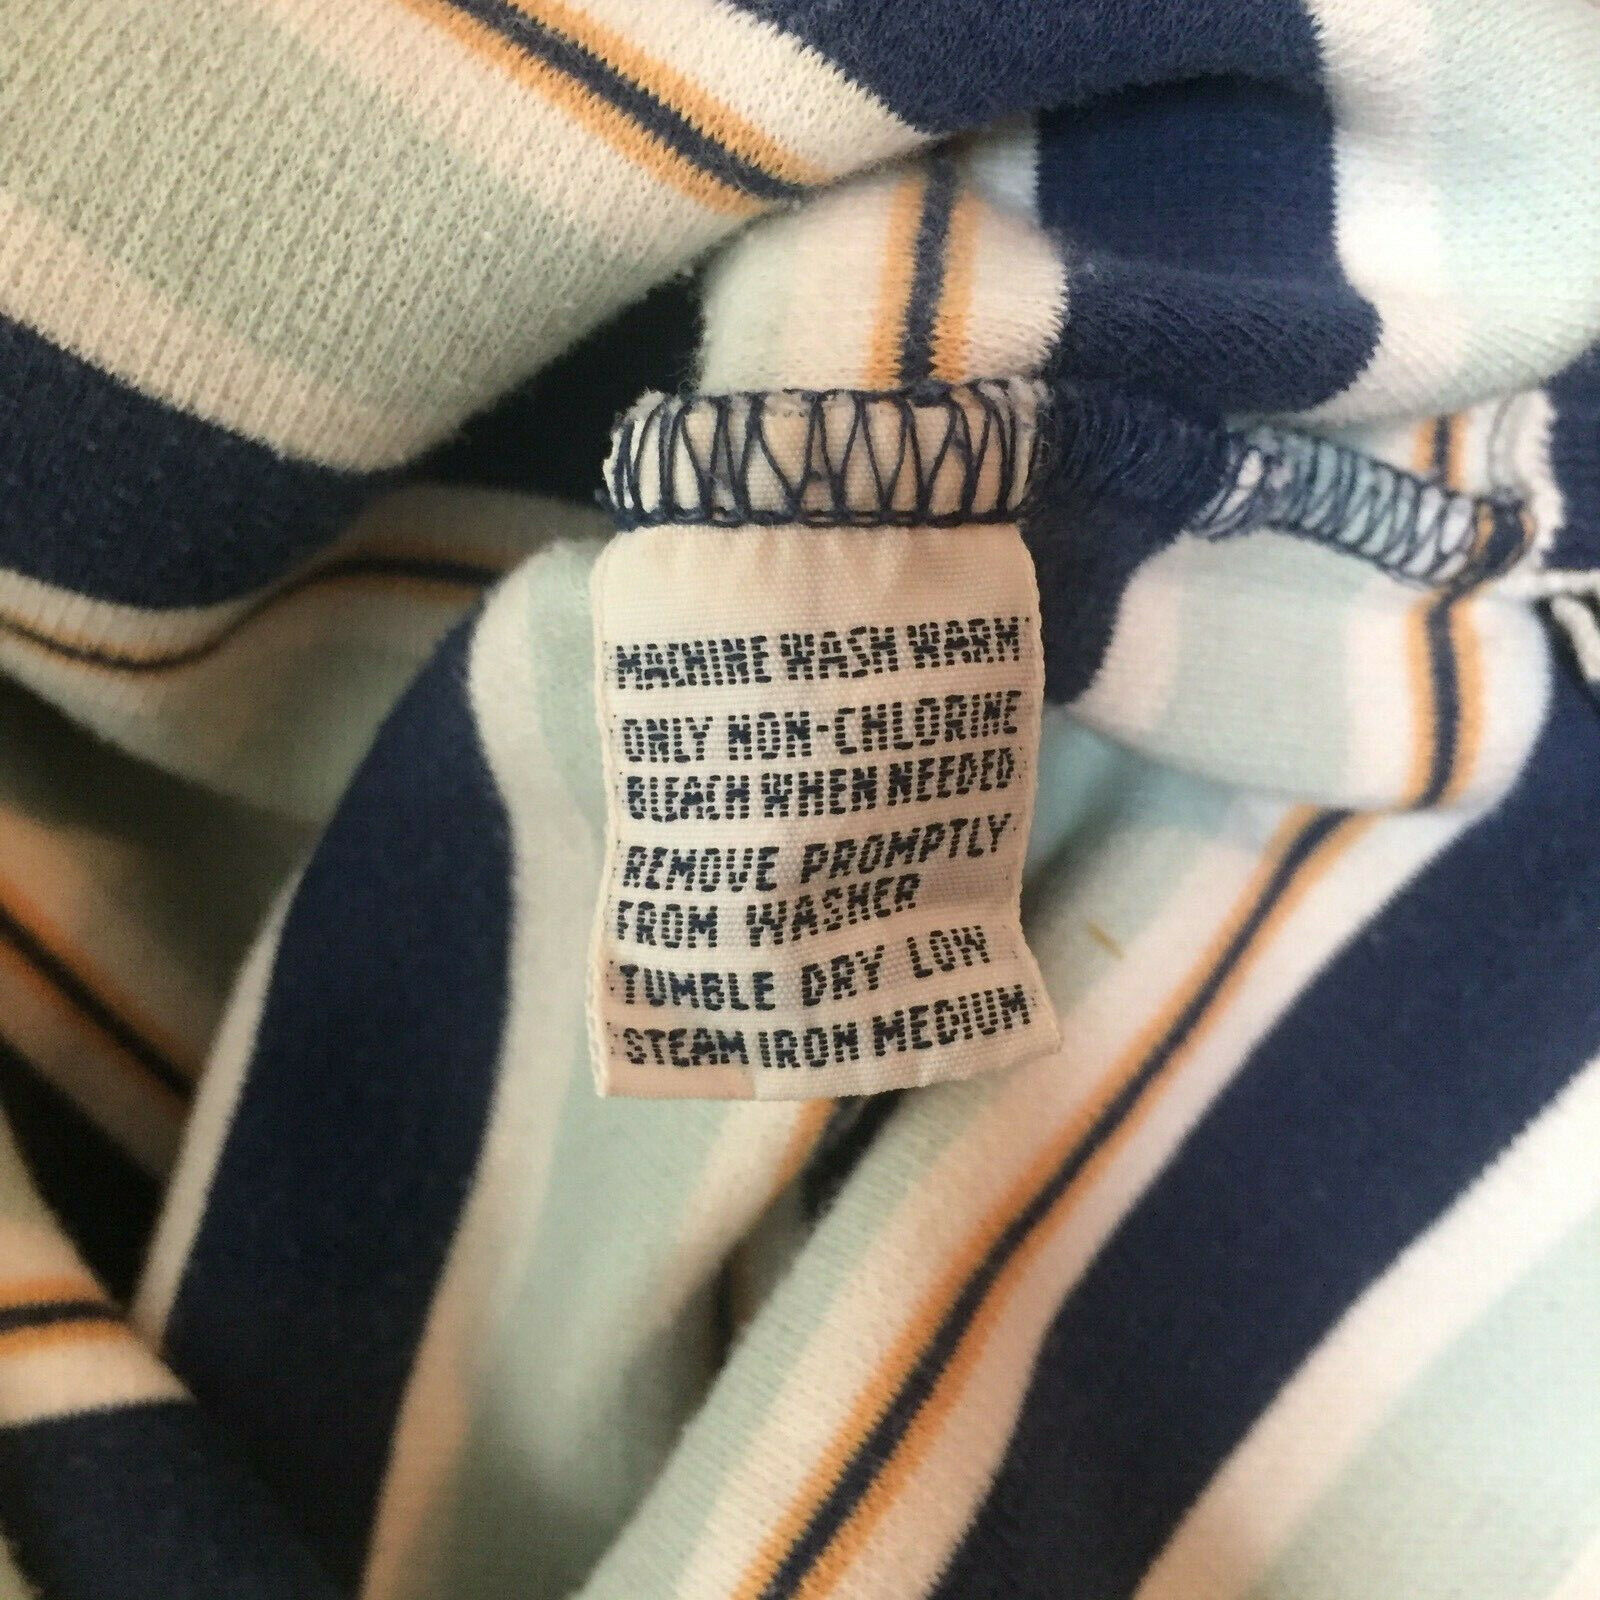 MACHINE WASH WARM
ONLY NON-CHLORINE
BLEACH WHEN NEEDED
REMOVE PROMPTLY
FROM WASHER
TUMBLE DRY LOW
STEAM IRON MEDIUM